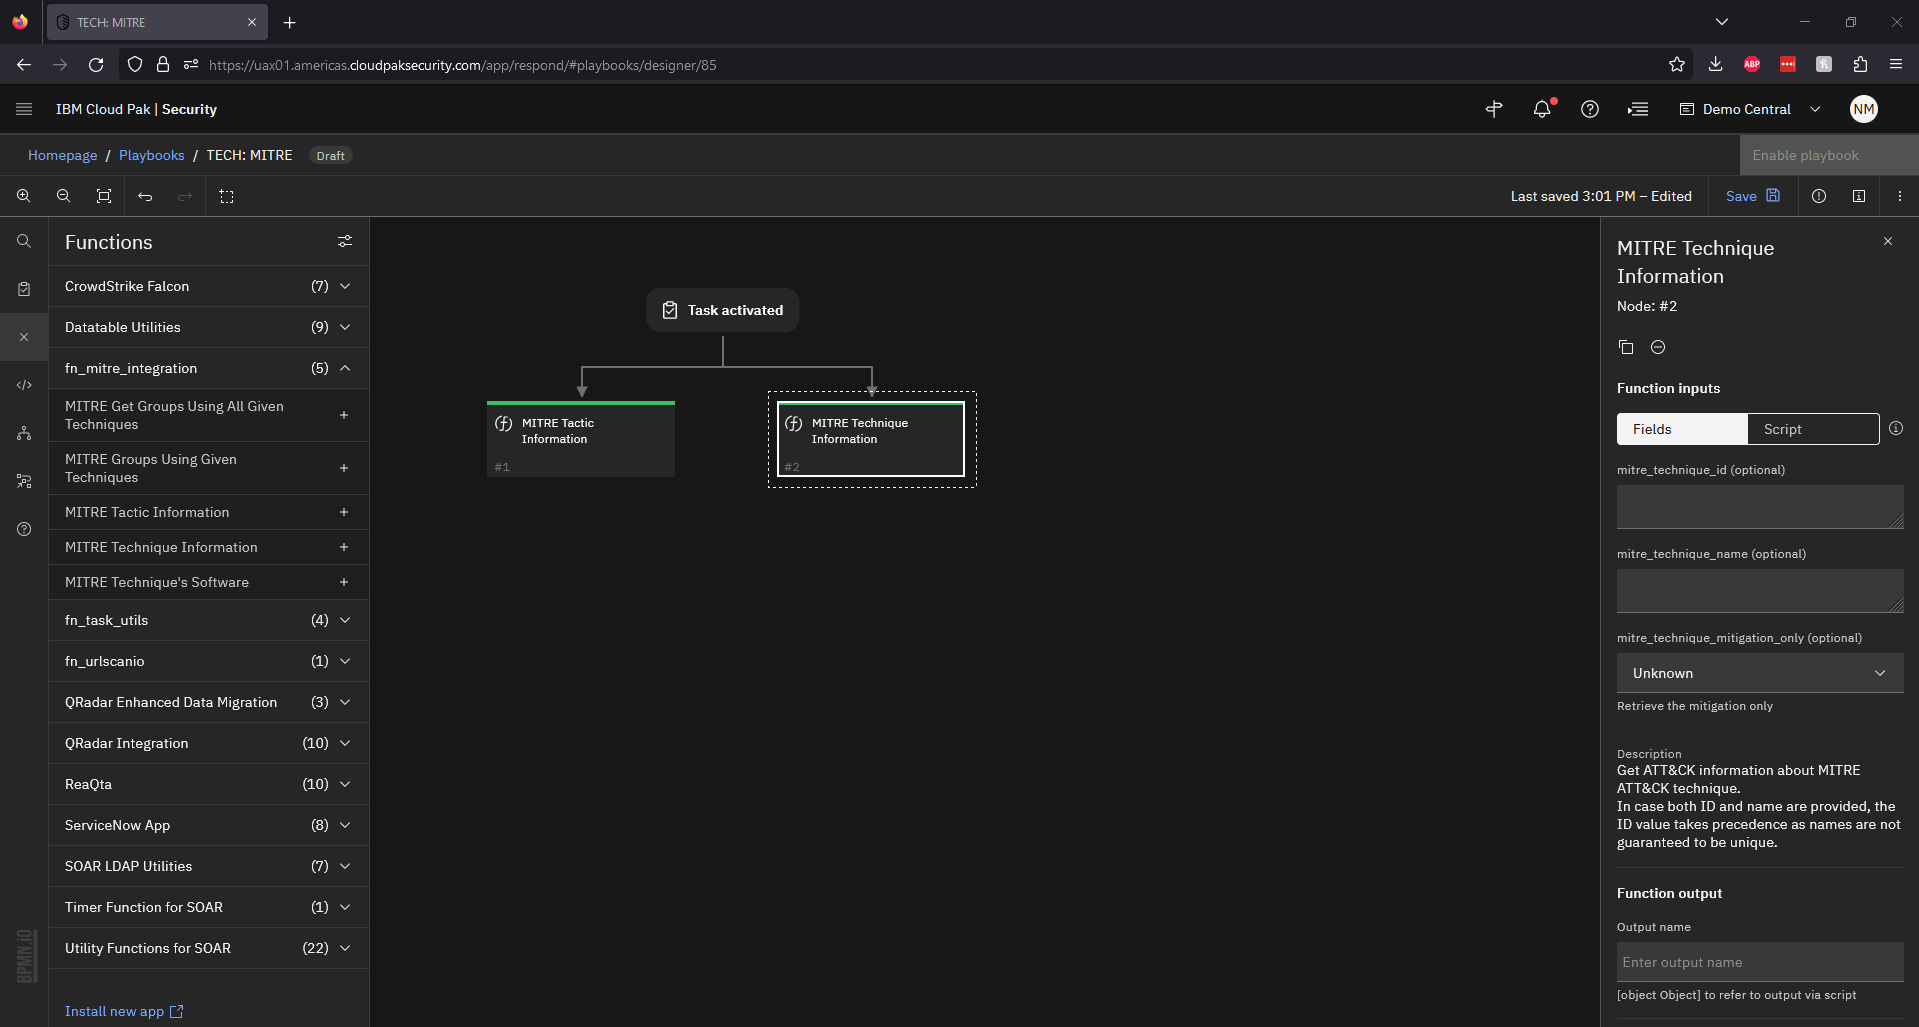 TECH: MITRE
https://uax01.americas.cloudpaksecurity.com/app/respond/#playbooks/designer/85
ABP
IBM Cloud Pak | Security
Demo Central
NM
Homepage / Playbooks / TECH: MITRE Draft
Enable playbook
Last saved 3:01 PM – Edited
Save
Functions
CrowdStrike Falcon (7)
Datatable Utilities (9)
fn_mitre_integration (5)
MITRE Get Groups Using All Given
Techniques
MITRE Groups Using Given
Techniques
MITRE Tactic Information
MITRE Technique Information
MITRE Technique's Software
fn_task_utils (4)
fn_urlscanio (1)
QRadar Enhanced Data Migration (3)
QRadar Integration (10)
ReaQta (10)
ServiceNow App (8)
SOAR LDAP Utilities (7)
Timer Function for SOAR (1)
Utility Functions for SOAR (22)
Install new app
BPMN.iO
Task activated
MITRE Tactic
Information
#1
MITRE Technique
Information
#2
MITRE Technique
Information
Node: #2
Function inputs
Fields
Script
mitre_technique_id (optional)
mitre_technique_name (optional)
mitre_technique_mitigation_only (optional)
Unknown
Retrieve the mitigation only
Description
Get ATT&CK information about MITRE
ATT&CK technique.
In case both ID and name are provided, the
ID value takes precedence as names are not
guaranteed to be unique.
Function output
Output name
Enter output name
[object Object] to refer to output via script